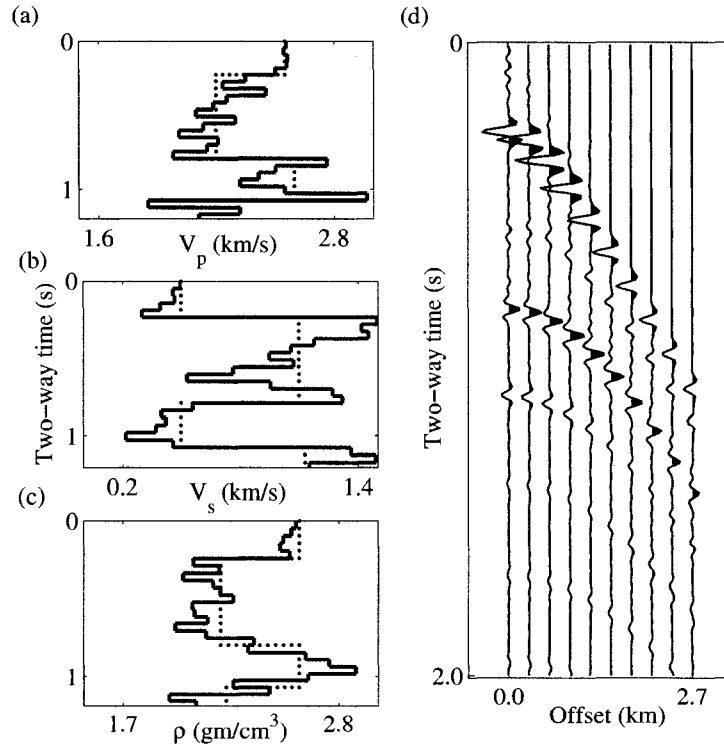 (a)
0
1
1.6
V_p (km/s)
2.8
(b)
Two-way time (s)
0
1
0.2
V_s (km/s)
1.4
(c)
0
1
1.7
ρ (gm/cm^3)
2.8
(d)
0
Two-way time (s)
2.0
0.0
Offset (km)
2.7